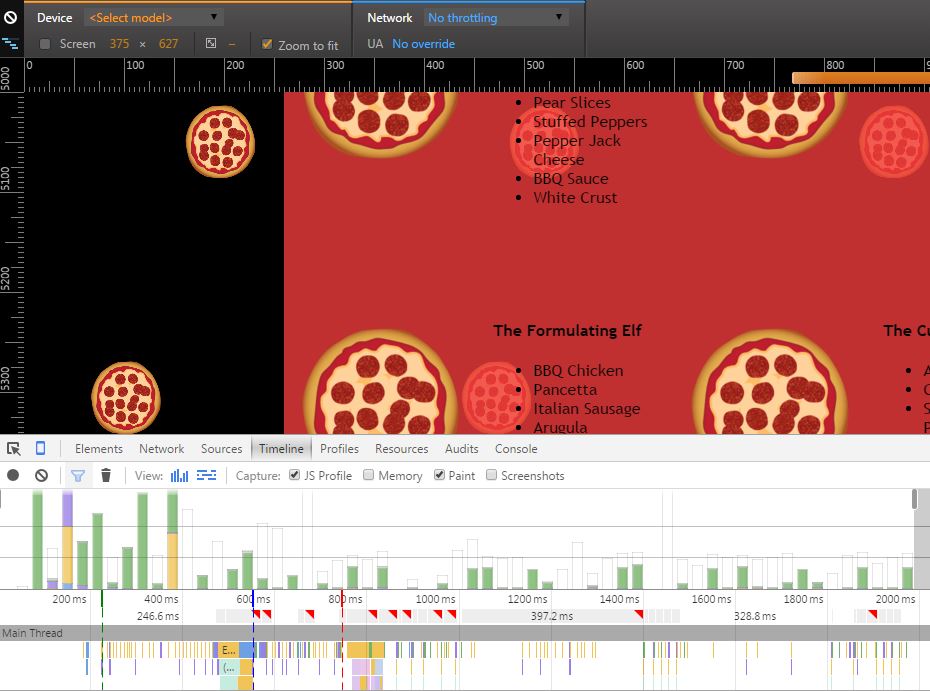 Device <Select model> Network No throttling
Screen 375 × 627 – Zoom to fit UA No override
0 100 200 300 400 500 600 700 800
5000
5100
5200
5300
Pear Slices
Stuffed Peppers
Pepper Jack
Cheese
BBQ Sauce
White Crust
The Formulating Elf
BBQ Chicken
Pancetta
Italian Sausage
Arugula
Elements Network Sources Timeline Profiles Resources Audits Console
View: Capture: JS Profile Memory Paint Screenshots
200 ms 400 ms 600 ms 800 ms 1000 ms 1200 ms 1400 ms 1600 ms 1800 ms 2000 ms
246.6 ms 397.2 ms 328.8 ms
Main Thread
E...
(...